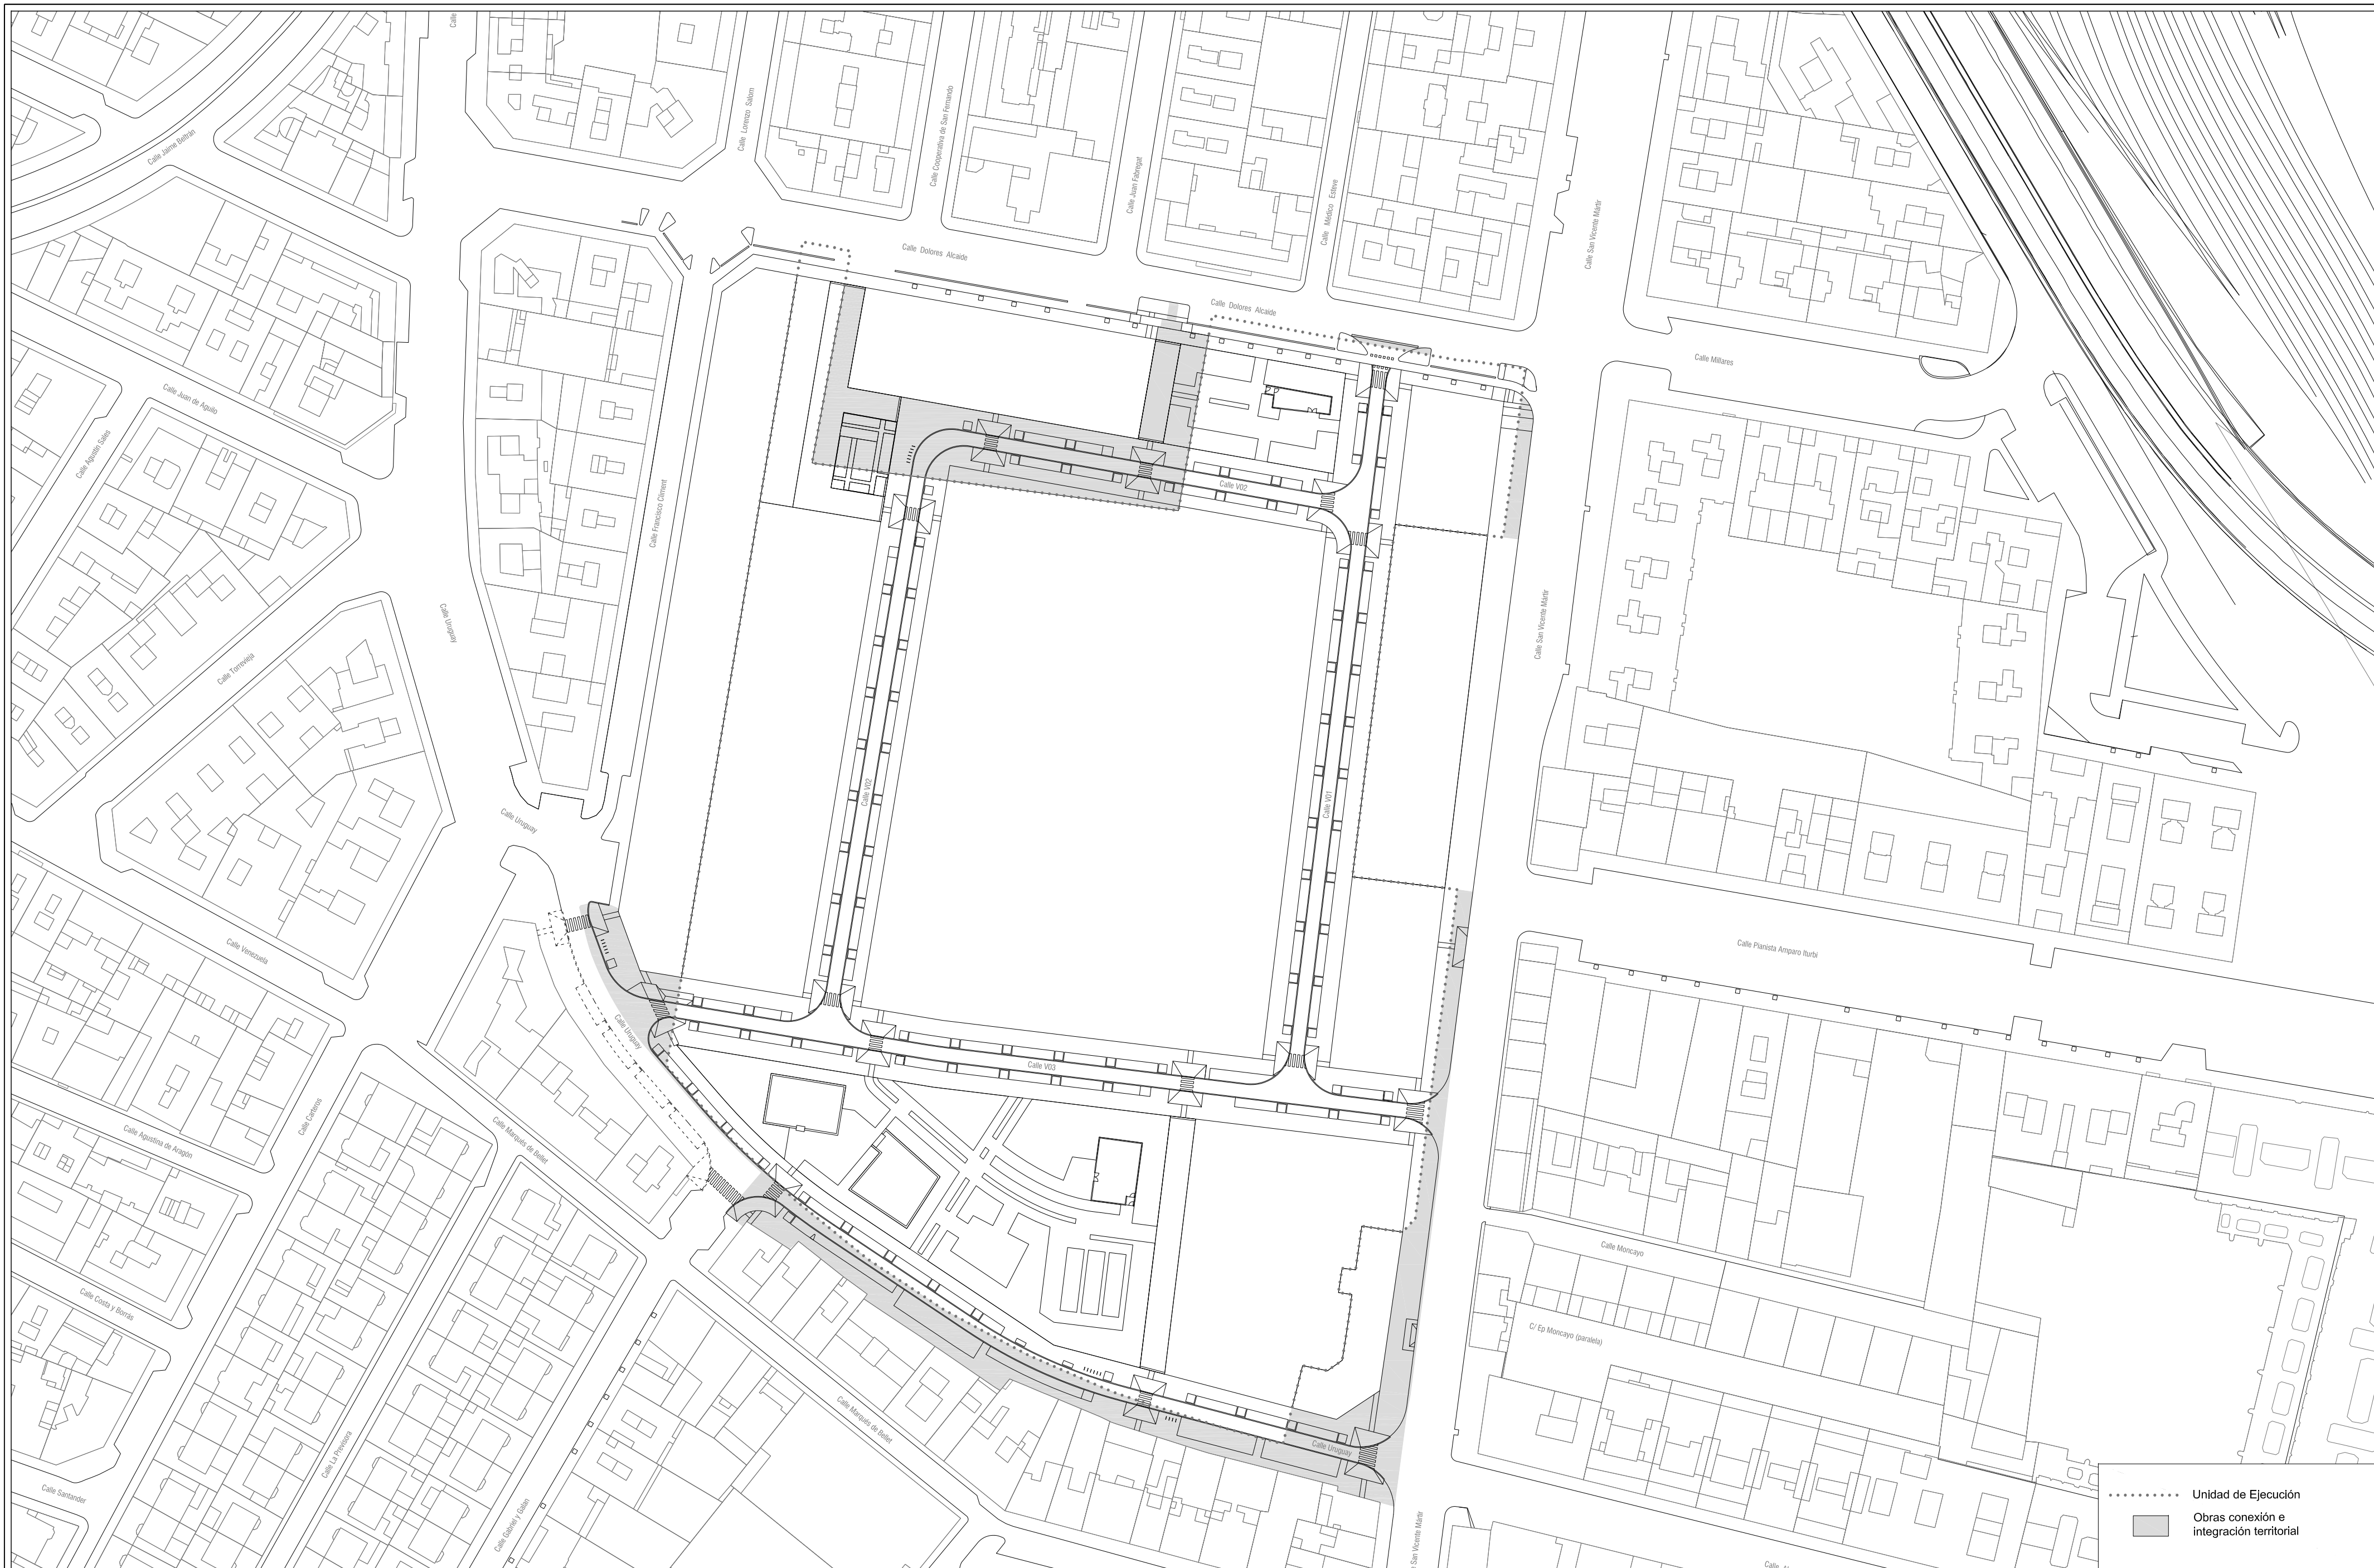 Calle
Calle Jaime Beltrán
Calle Lorenzo Salom
Calle Cooperativa de San Fernando
Calle Juan Fabregat
Calle Médico Esteve
Calle San Vicente Mártir
Calle Dolores Alcaide
Calle Dolores Alcaide
Calle Millares
Calle Juan de Aguilo
Calle Agustín Sales
Calle Francisco Climent
Calle V02
Calle Uruguay
Calle Torrevieja
Calle San Vicente Mártir
Calle V02
Calle V01
Calle Uruguay
Calle Venezuela
Calle Pianista Amparo Iturbi
Calle Uruguay
Calle V03
Calle Carteros
Calle Agustina de Aragón
Calle Marqués de Bellet
Calle Moncayo
Calle Costa y Borrás
C/ Ep Moncayo (paralela)
Calle Marqués de Bellet
Calle La Previsora
Calle Uruguay
Calle Santander
Calle Gabriel y Galan
San Vicente Mártir
Unidad de Ejecución
Obras conexión e
integración territorial
Calle